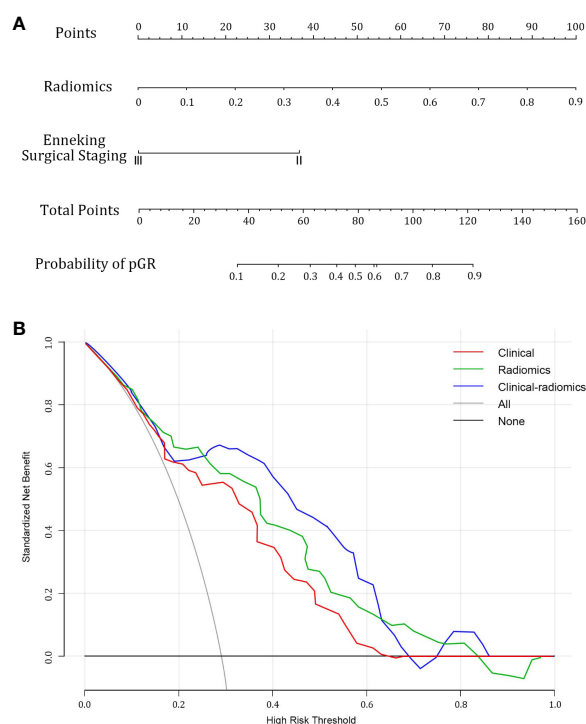 A
Points
0 10 20 30 40 50 60 70 80 90 100
Radiomics
0 0.1 0.2 0.3 0.4 0.5 0.6 0.7 0.8 0.9
Enneking
Surgical Staging
III II
Total Points
0 20 40 60 80 100 120 140 160
Probability of pGR
0.1 0.2 0.3 0.4 0.5 0.6 0.7 0.8 0.9
B
Standardized Net Benefit
1.0
0.8
0.6
0.4
0.2
0.0
Clinical
Radiomics
Clinical-radiomics
All
None
0.0 0.2 0.4 0.6 0.8 1.0
High Risk Threshold